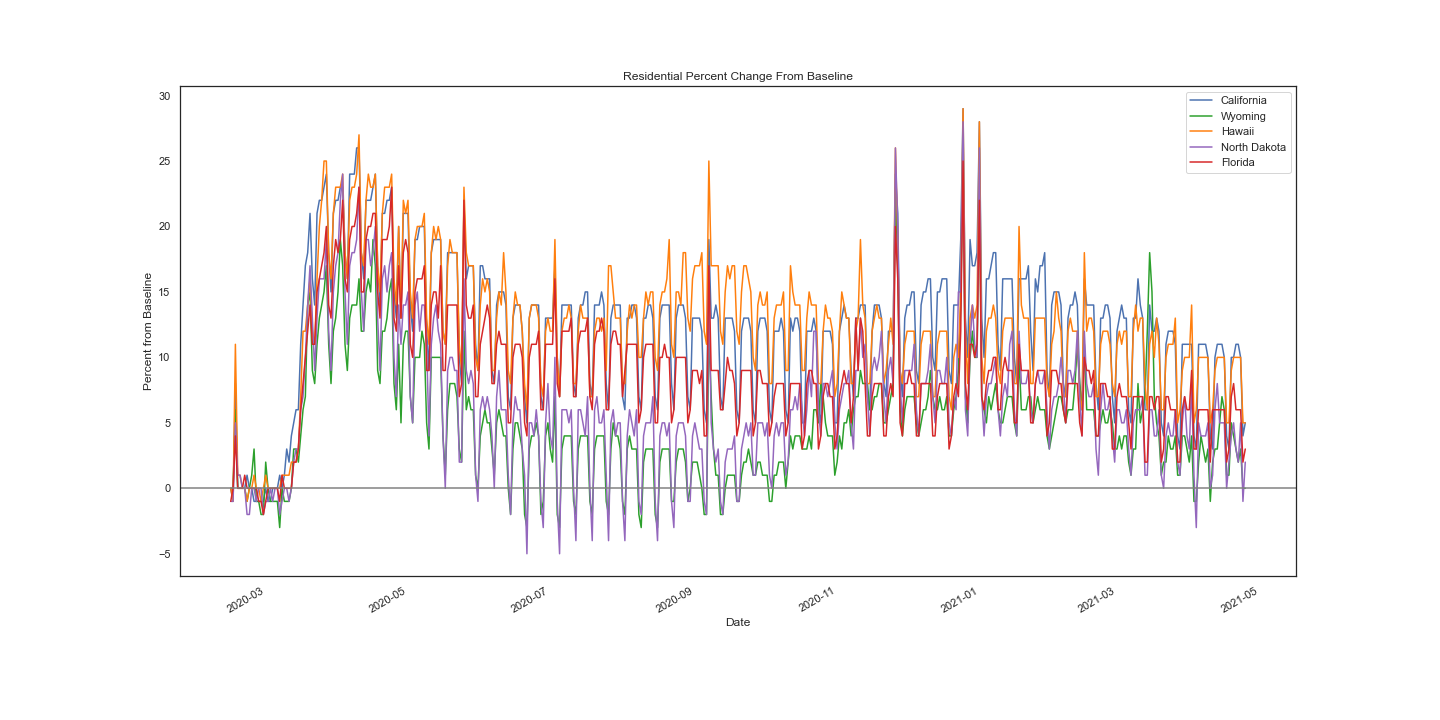 Residential Percent Change From Baseline
California
Wyoming
Hawaii
North Dakota
Florida
Percent from Baseline
30
25
20
15
10
5
0
−5
2020-03
2020-05
2020-07
2020-09
2020-11
2021-01
2021-03
2021-05
Date